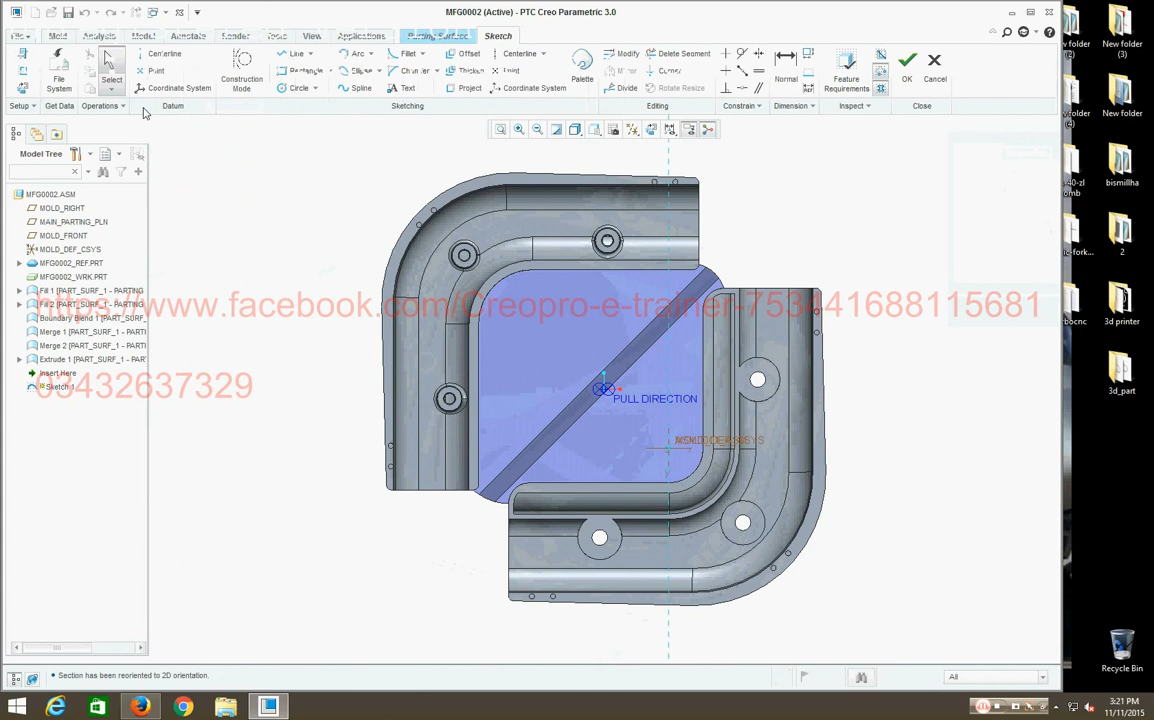 MFG0002 (Active) - PTC Creo Parametric 3.0
File Mold Analysis Model Annotate Render Tools View Applications Parting Surface Sketch
Centerline
Point
Coordinate System
Line
Rectangle
Circle
Arc
Ellipse
Spline
Fillet
Chamfer
Text
Offset
Thicken
Project
Centerline
Point
Coordinate System
Modify
Mirror
Divide
Delete Segment
Corner
Rotate Resize
File System
Select
Construction Mode
Palette
Normal
Feature Requirements
OK
Cancel
Setup Get Data Operations Datum Sketching Editing Constrain Dimension Inspect Close
Model Tree
MFG0002.ASM
MOLD_RIGHT
MAIN_PARTING_PLN
MOLD_FRONT
MOLD_DEF_CSYS
MFG0002_REF.PRT
MFG0002_WRK.PRT
Fill 1 [PART_SURF_1 - PARTING
Fill 2 [PART_SURF_1 - PARTING
Boundary Blend 1 [PART_SURF_
Merge 1 [PART_SURF_1 - PARTI
Merge 2 [PART_SURF_1 - PARTI
Extrude 1 [PART_SURF_1 - PAR
Insert Here
Sketch 1
https://www.facebook.com/Creopro-e-trainer-753441688115681
03432637329
PULL DIRECTION
Section has been reoriented to 2D orientation.
All
New folder (3)
bismillha
2
3d printer
3d_part
Recycle Bin
3:21 PM
11/11/2015